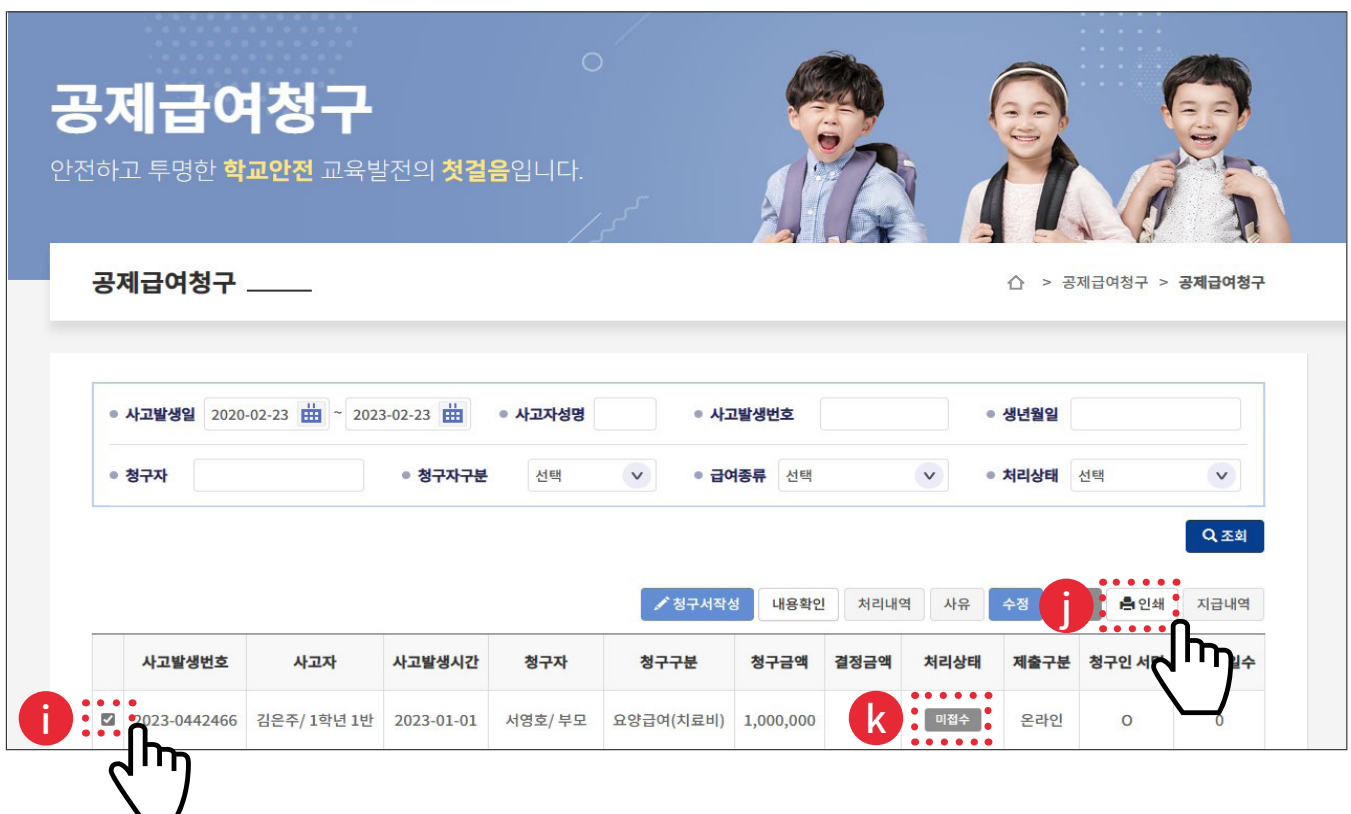 공제급여청구
안전하고 투명한 학교안전 교육발전의 첫걸음입니다.
공제급여청구
> 공제급여청구 > 공제급여청구
사고발생일 2020-02-23 ~ 2023-02-23 사고자성명 사고발생번호 생년월일
청구자 청구자구분 선택 급여종류 선택 처리상태 선택
조회
청구서작성 내용확인 처리내역 사유 수정 j 인쇄 지급내역
사고발생번호 사고자 사고발생시간 청구자 청구구분 청구금액 결정금액 처리상태 제출구분 청구인
i 2023-0442466 김은주/ 1학년 1반 2023-01-01 서영호/ 부모 요양급여(치료비) 1,000,000 k 미접수 온라인 O 0